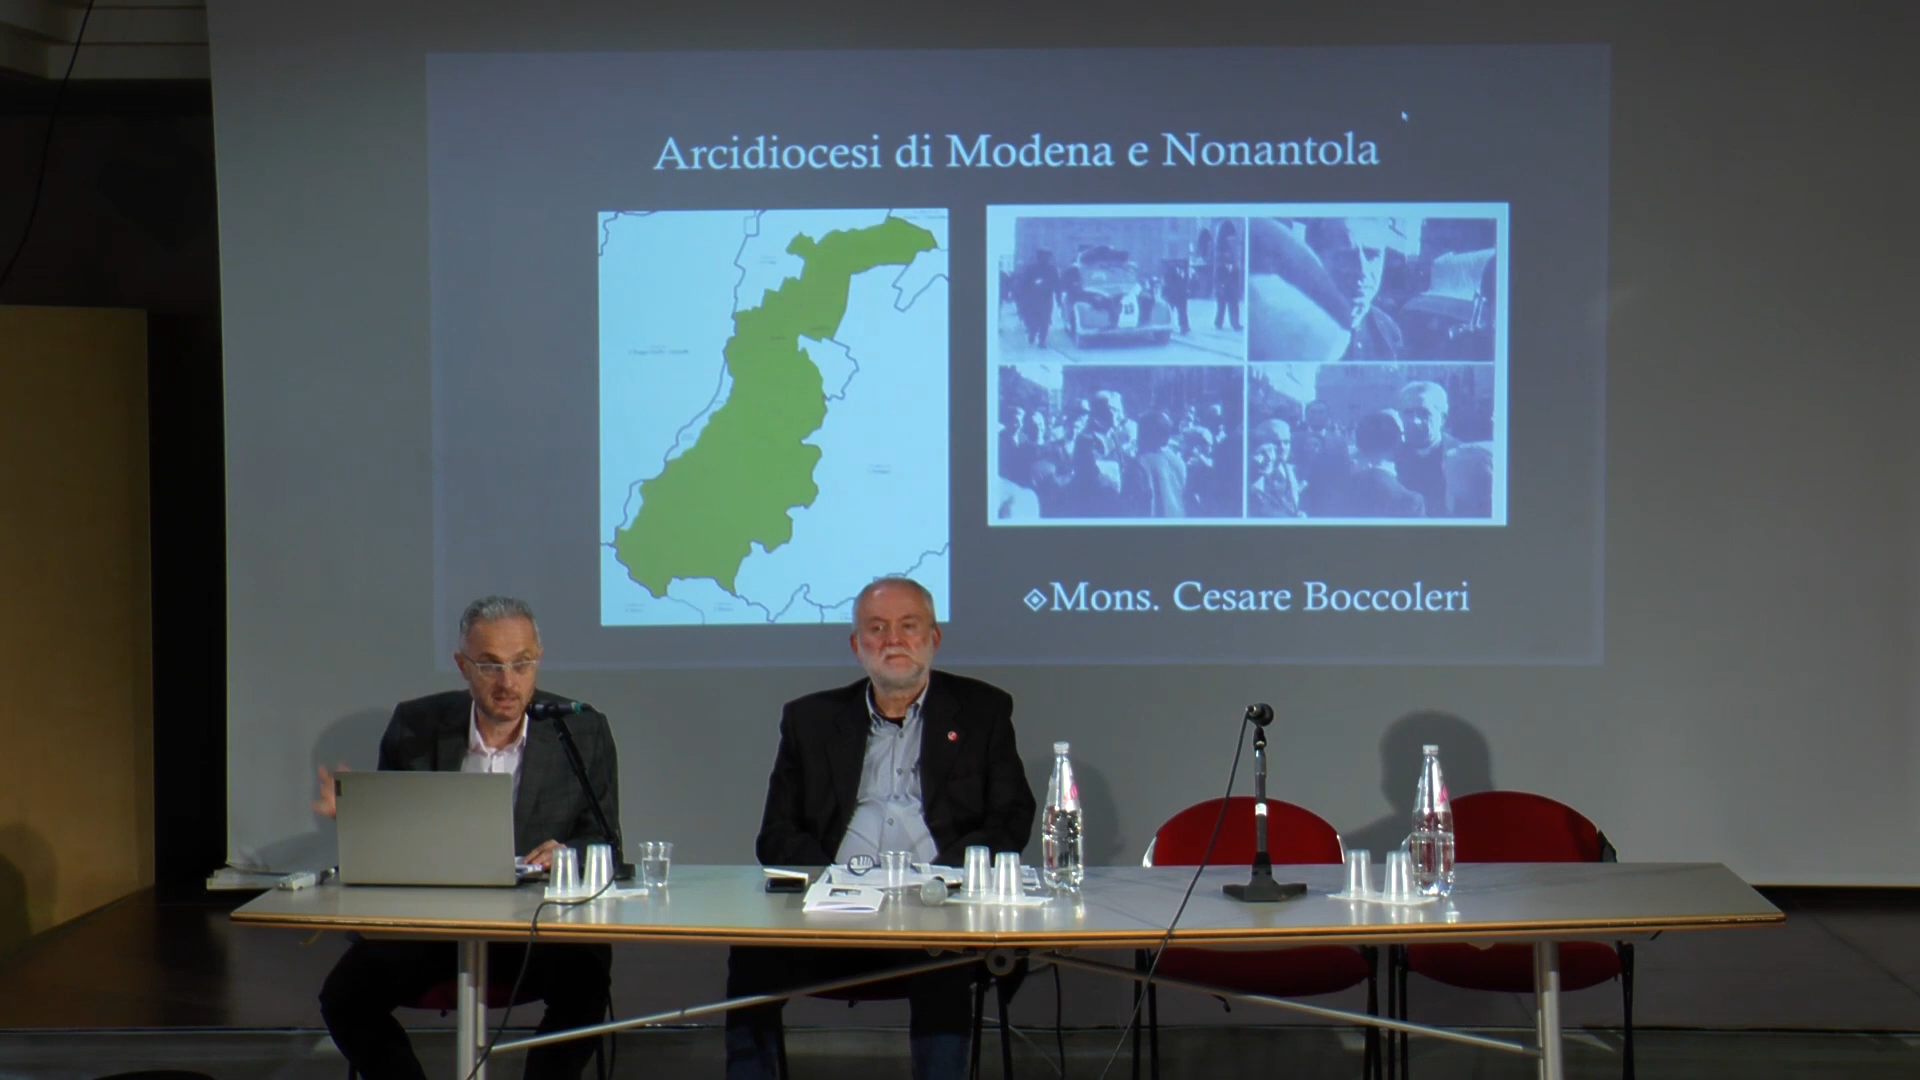 Arcidiocesi di Modena e Nonantola
Mons. Cesare Boccoleri